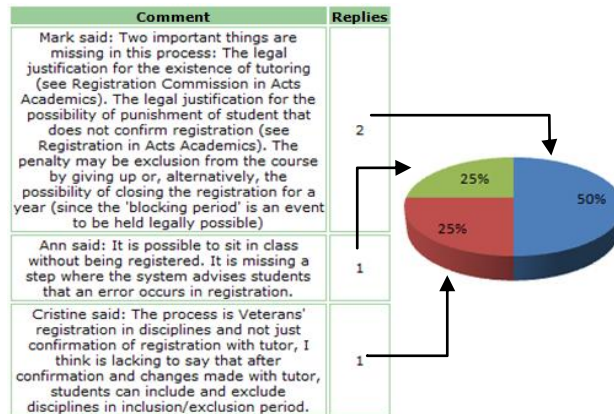 Comment Replies
Mark said: Two important things are
missing in this process: The legal
justification for the existence of tutoring
(see Registration Commission in Acts
Academics). The legal justification for the
possibility of punishment of student that
does not confirm registration (see
Registration in Acts Academics). The
penalty may be exclusion from the course
by giving up or, alternatively, the
possibility of closing the registration for a
year (since the 'blocking period' is an event
to be held legally possible)
2
Ann said: It is possible to sit in class
without being registered. It is missing a
step where the system advises students
that an error occurs in registration.
1
Cristine said: The process is Veterans'
registration in disciplines and not just
confirmation of registration with tutor, I
think is lacking to say that after
confirmation and changes made with tutor,
students can include and exclude
disciplines in inclusion/exclusion period.
1
25%
50%
25%